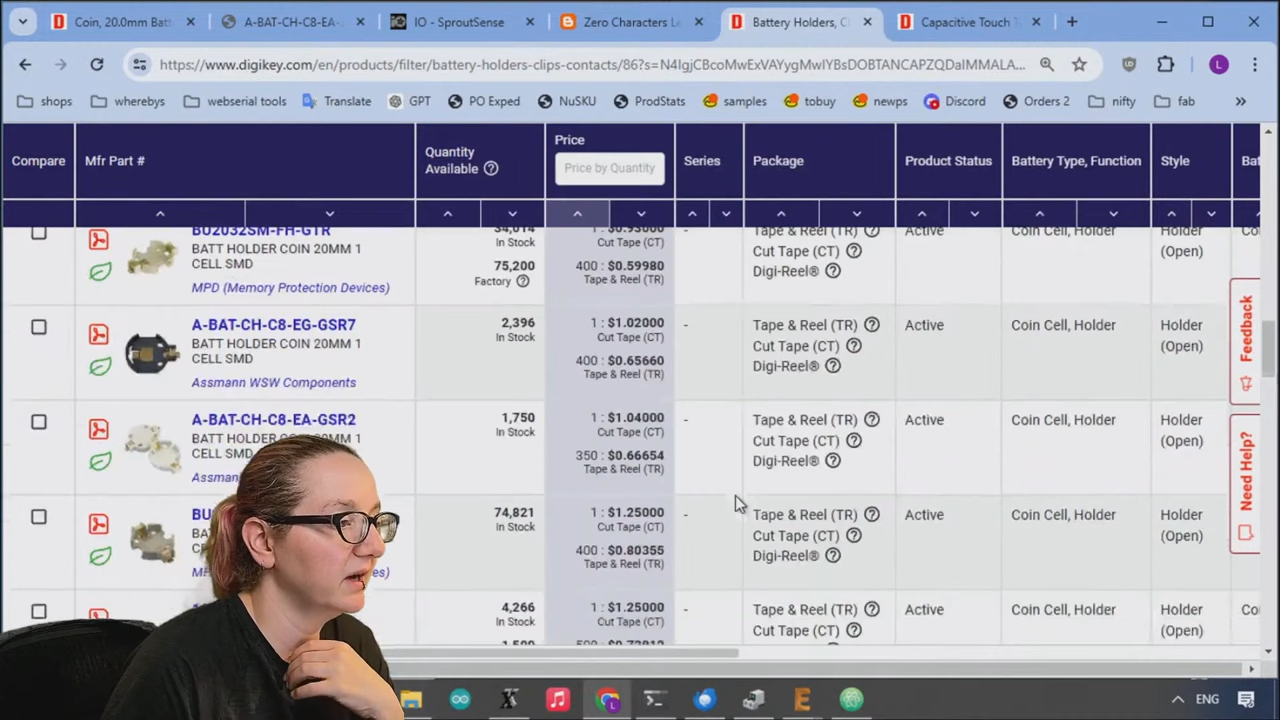 Coin, 20.0mm Batt
A-BAT-CH-C8-EA-
IO - SproutSense
Zero Characters Le
Battery Holders, C
Capacitive Touch T
https://www.digikey.com/en/products/filter/battery-holders-clips-contacts/86?s=N4IgjCBcoMwExVAYygMwIYBsDOBTANCAPZQDaIMMALA...
L
shops
wherebys
webserial tools
Translate
GPT
PO Exped
NuSKU
ProdStats
samples
tobuy
newps
Discord
Orders 2
nifty
fab
Compare
Mfr Part #
Quantity
Available
Price
Price by Quantity
Series
Package
Product Status
Battery Type, Function
Style
Bat
BU2032SM-FH-GTR
BATT HOLDER COIN 20MM 1
CELL SMD
MPD (Memory Protection Devices)
34,014
In Stock
75,200
Factory
1 : $0.93000
Cut Tape (CT)
400 : $0.59980
Tape & Reel (TR)
-
Tape & Reel (TR)
Cut Tape (CT)
Digi-Reel®
Active
Coin Cell, Holder
Holder
(Open)
A-BAT-CH-C8-EG-GSR7
BATT HOLDER COIN 20MM 1
CELL SMD
Assmann WSW Components
2,396
In Stock
1 : $1.02000
Cut Tape (CT)
400 : $0.65660
Tape & Reel (TR)
-
Tape & Reel (TR)
Cut Tape (CT)
Digi-Reel®
Active
Coin Cell, Holder
Holder
(Open)
A-BAT-CH-C8-EA-GSR2
BATT HOLDER 20MM 1
CELL SMD
Assmann
1,750
In Stock
1 : $1.04000
Cut Tape (CT)
350 : $0.66654
Tape & Reel (TR)
-
Tape & Reel (TR)
Cut Tape (CT)
Digi-Reel®
Active
Coin Cell, Holder
Holder
(Open)
74,821
In Stock
1 : $1.25000
Cut Tape (CT)
400 : $0.80355
Tape & Reel (TR)
-
Tape & Reel (TR)
Cut Tape (CT)
Digi-Reel®
Active
Coin Cell, Holder
Holder
(Open)
4,266
In Stock
1 : $1.25000
Cut Tape (CT)
-
Tape & Reel (TR)
Cut Tape (CT)
Active
Coin Cell, Holder
Holder
(Open)
Feedback
Need Help?
ENG